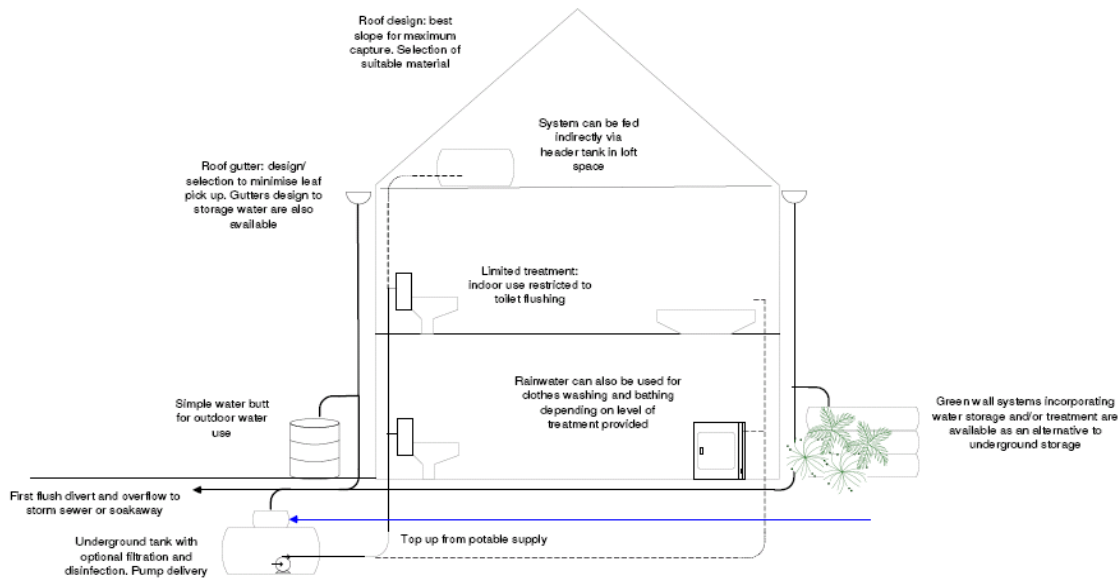 Roof design: best
slope for maximum
capture. Selection of
suitable material
System can be fed
indirectly via
header tank in loft
space
Roof gutter: design/
selection to minimise leaf
pick up. Gutters design to
storage water are also
available
Limited treatment:
indoor use restricted to
toilet flushing
Rainwater can also be used for
clothes washing and bathing
depending on level of
treatment provided
Simple water butt
for outdoor water
use
Green wall systems incorporating
water storage and/or treatment are
available as an alternative to
underground storage
First flush divert and overflow to
storm sewer or soakaway
Underground tank with
optional filtration and
disinfection. Pump delivery
Top up from potable supply